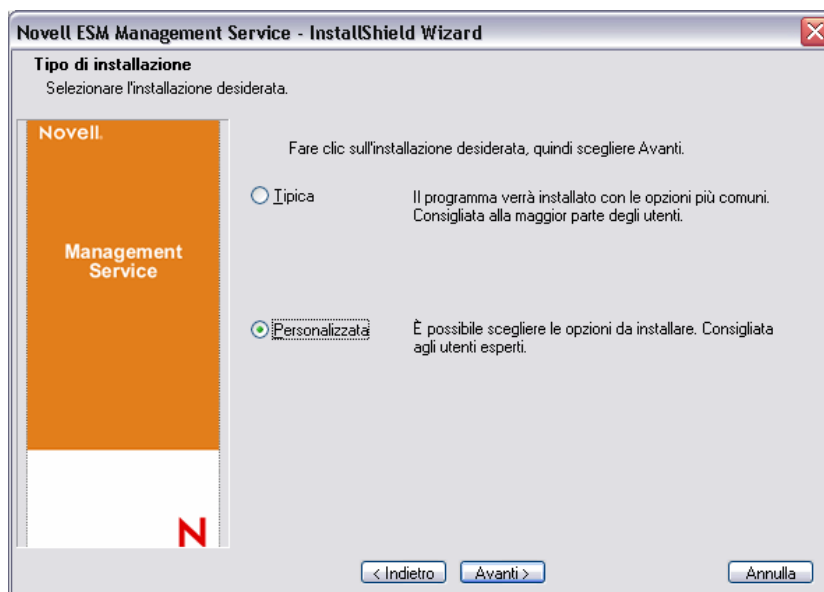 Novell ESM Management Service - InstallShield Wizard
Tipo di installazione
Selezionare l'installazione desiderata.
Novell.
Fare clic sull'installazione desiderata, quindi scegliere Avanti.
Tipica
Il programma verrà installato con le opzioni più comuni.
Consigliata alla maggior parte degli utenti.
Management
Service
Personalizzata
È possibile scegliere le opzioni da installare. Consigliata
agli utenti esperti.
N
< Indietro
Avanti >
Annulla